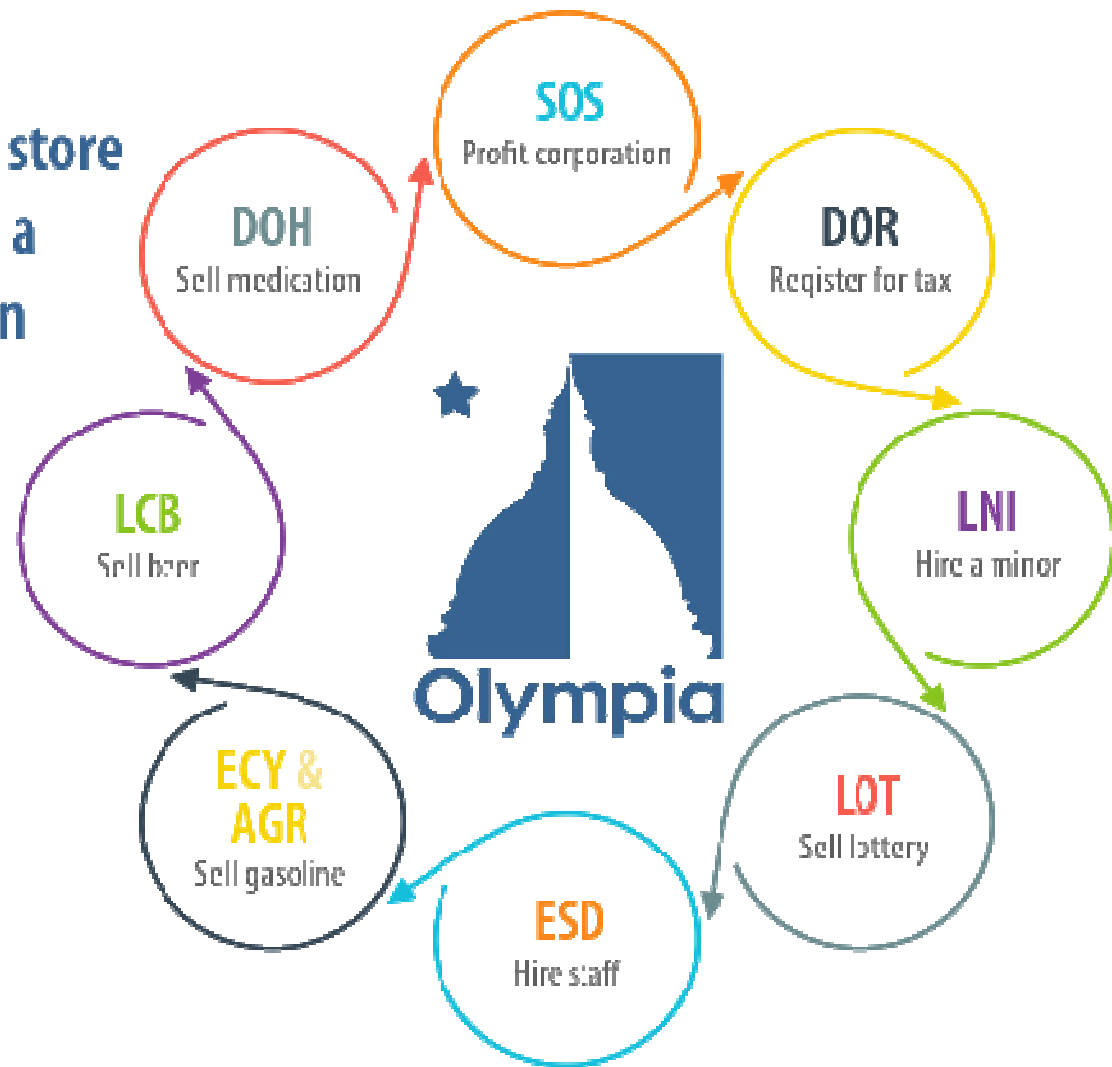 store
a
n
SOS
Profit corporation
DOR
Register for tax
LNI
Hire a minor
LOT
Sell lottery
ESD
Hire staff
ECY &
AGR
Sell gasoline
LCB
Sell beer
DOH
Sell medication
Olympia